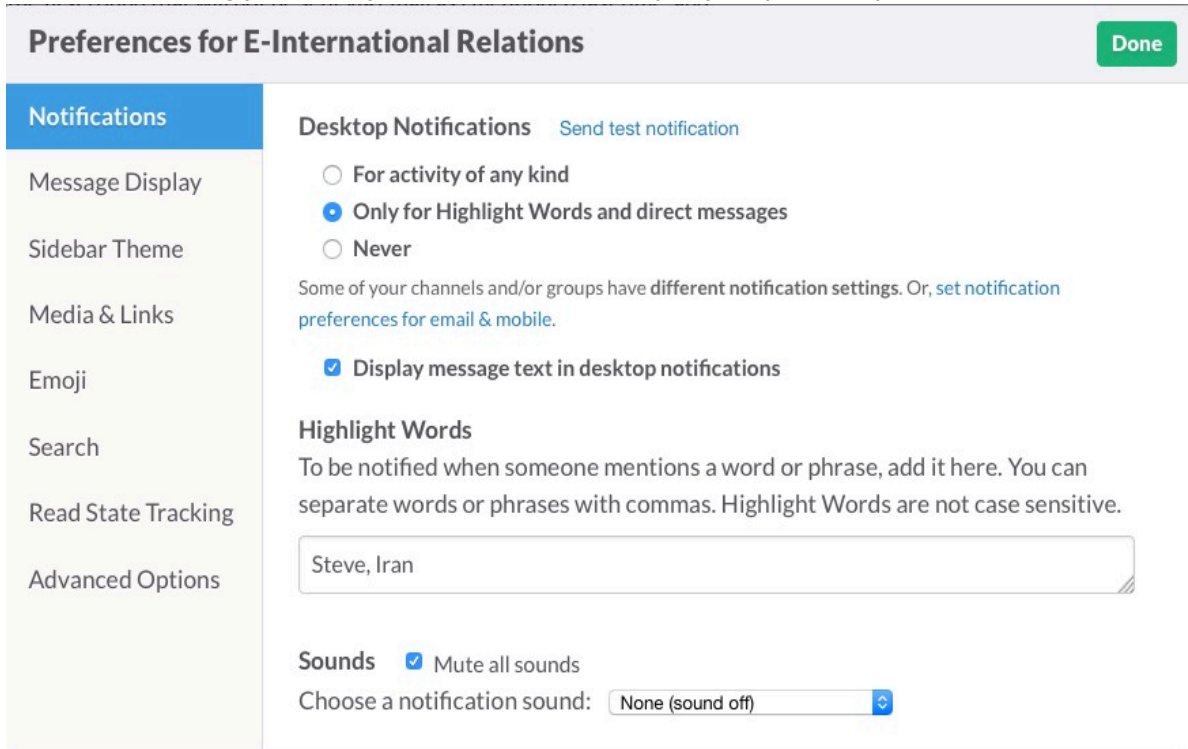 Preferences for E-International Relations
Done
Notifications
Message Display
Sidebar Theme
Media & Links
Emoji
Search
Read State Tracking
Advanced Options
Desktop Notifications Send test notification
For activity of any kind
Only for Highlight Words and direct messages
Never
Some of your channels and/or groups have different notification settings. Or, set notification
preferences for email & mobile.
Display message text in desktop notifications
Highlight Words
To be notified when someone mentions a word or phrase, add it here. You can
separate words or phrases with commas. Highlight Words are not case sensitive.
Steve, Iran
Sounds Mute all sounds
Choose a notification sound: None (sound off)